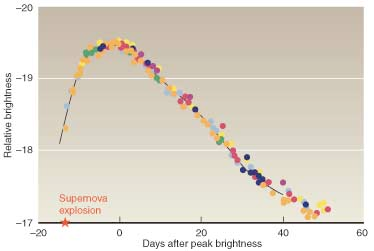 –20
–19
–18
–17
Relative brightness
Supernova
explosion
–20
0
20
40
60
Days after peak brightness